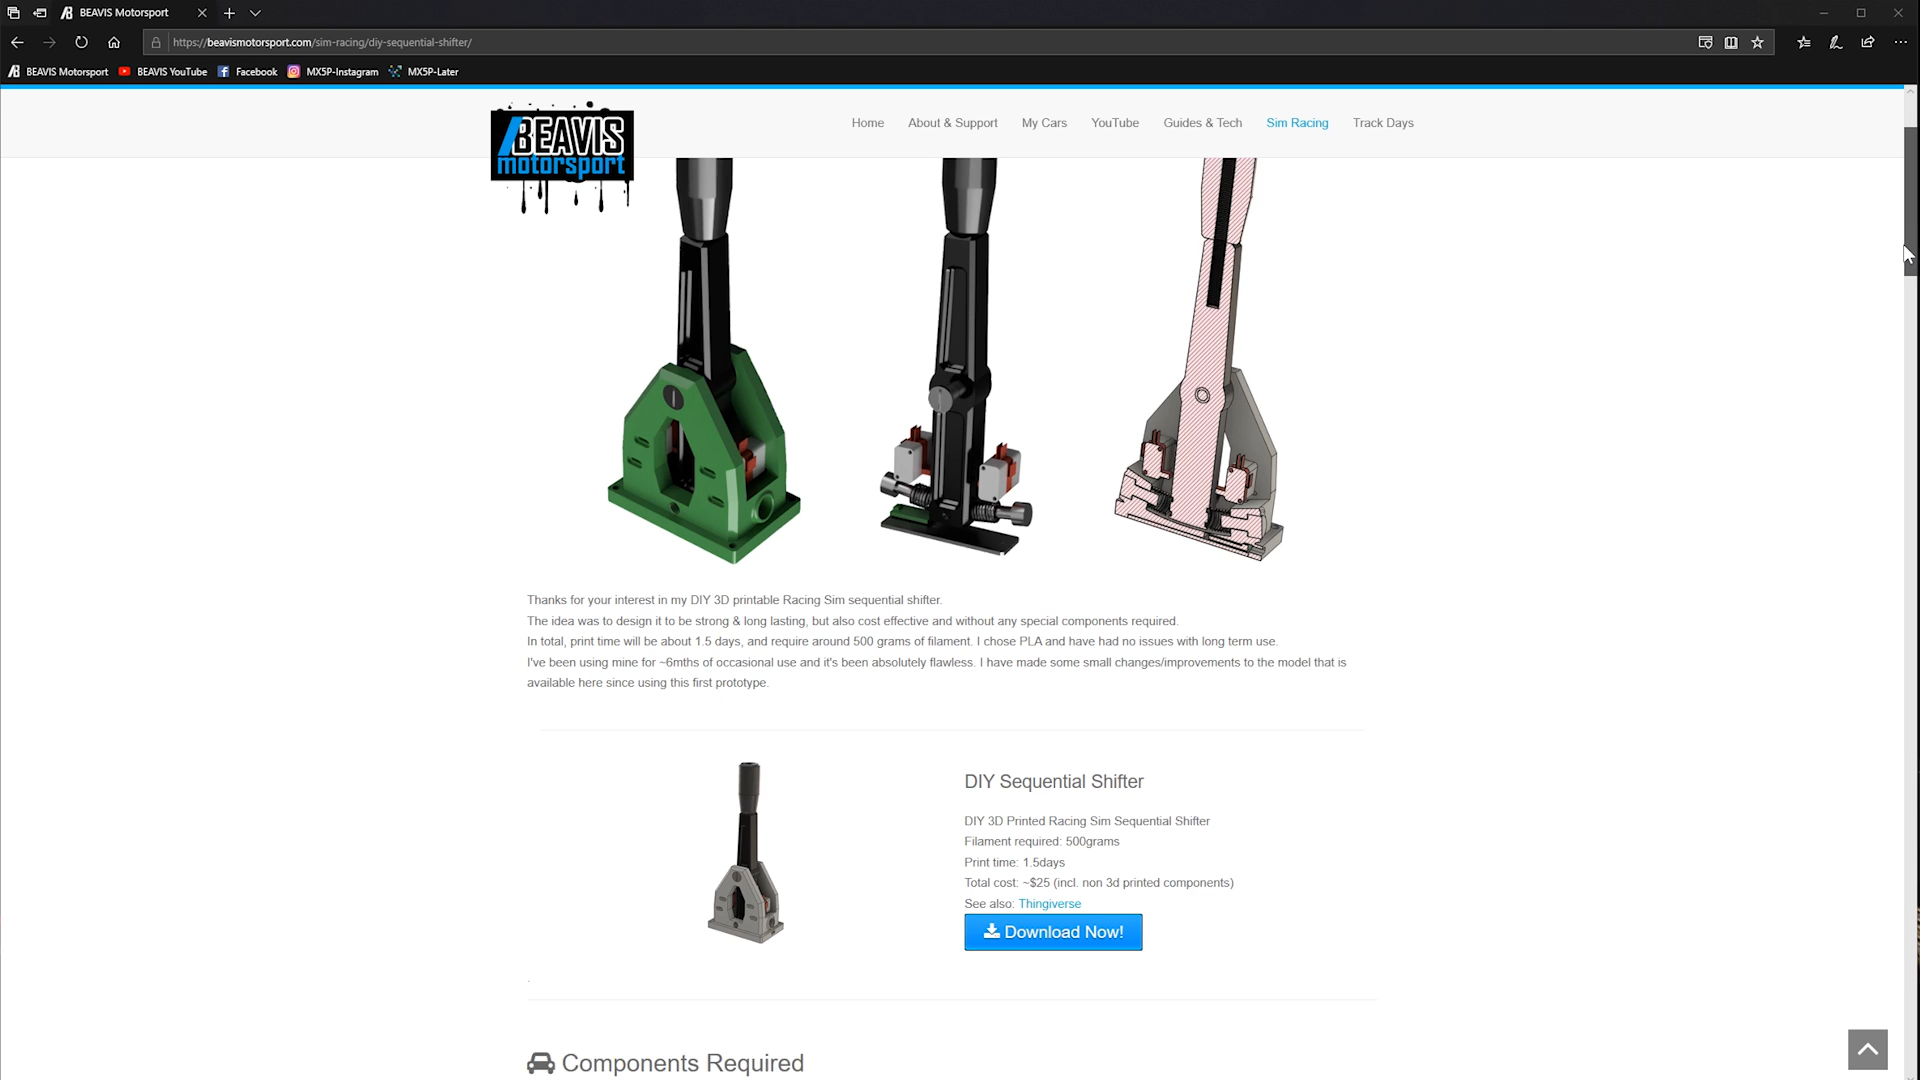 BEAVIS Motorsport
https://beavismotorsport.com/sim-racing/diy-sequential-shifter/
BEAVIS Motorsport
BEAVIS YouTube
Facebook
MX5P-Instagram
MX5P-Later
BEAVIS
motorsport
Home
About & Support
My Cars
YouTube
Guides & Tech
Sim Racing
Track Days
Thanks for your interest in my DIY 3D printable Racing Sim sequential shifter.
The idea was to design it to be strong & long lasting, but also cost effective and without any special components required.
In total, print time will be about 1.5 days, and require around 500 grams of filament. I chose PLA and have had no issues with long term use.
I've been using mine for ~6mths of occasional use and it's been absolutely flawless. I have made some small changes/improvements to the model that is
available here since using this first prototype.
DIY Sequential Shifter
DIY 3D Printed Racing Sim Sequential Shifter
Filament required: 500grams
Print time: 1.5days
Total cost: ~$25 (incl. non 3d printed components)
See also: Thingiverse
Download Now!
.
Components Required